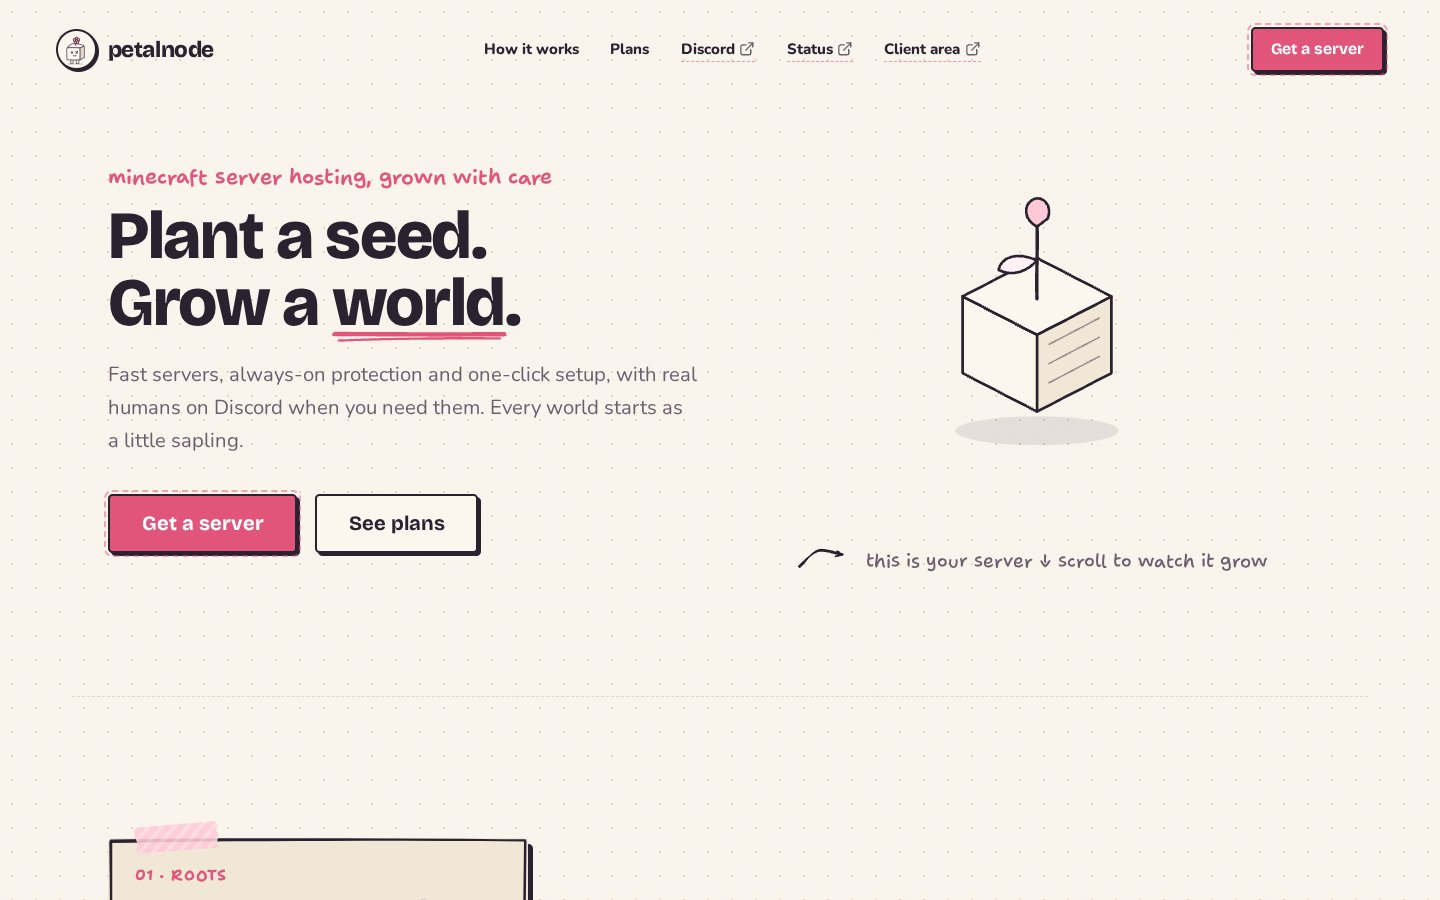 petalnode
How it works
Plans
Discord
Status
Client area
Get a server
minecraft server hosting, grown with care
Plant a seed.
Grow a world.
Fast servers, always-on protection and one-click setup, with real
humans on Discord when you need them. Every world starts as
a little sapling.
Get a server
See plans
this is your server ↓ scroll to watch it grow
01 · ROOTS